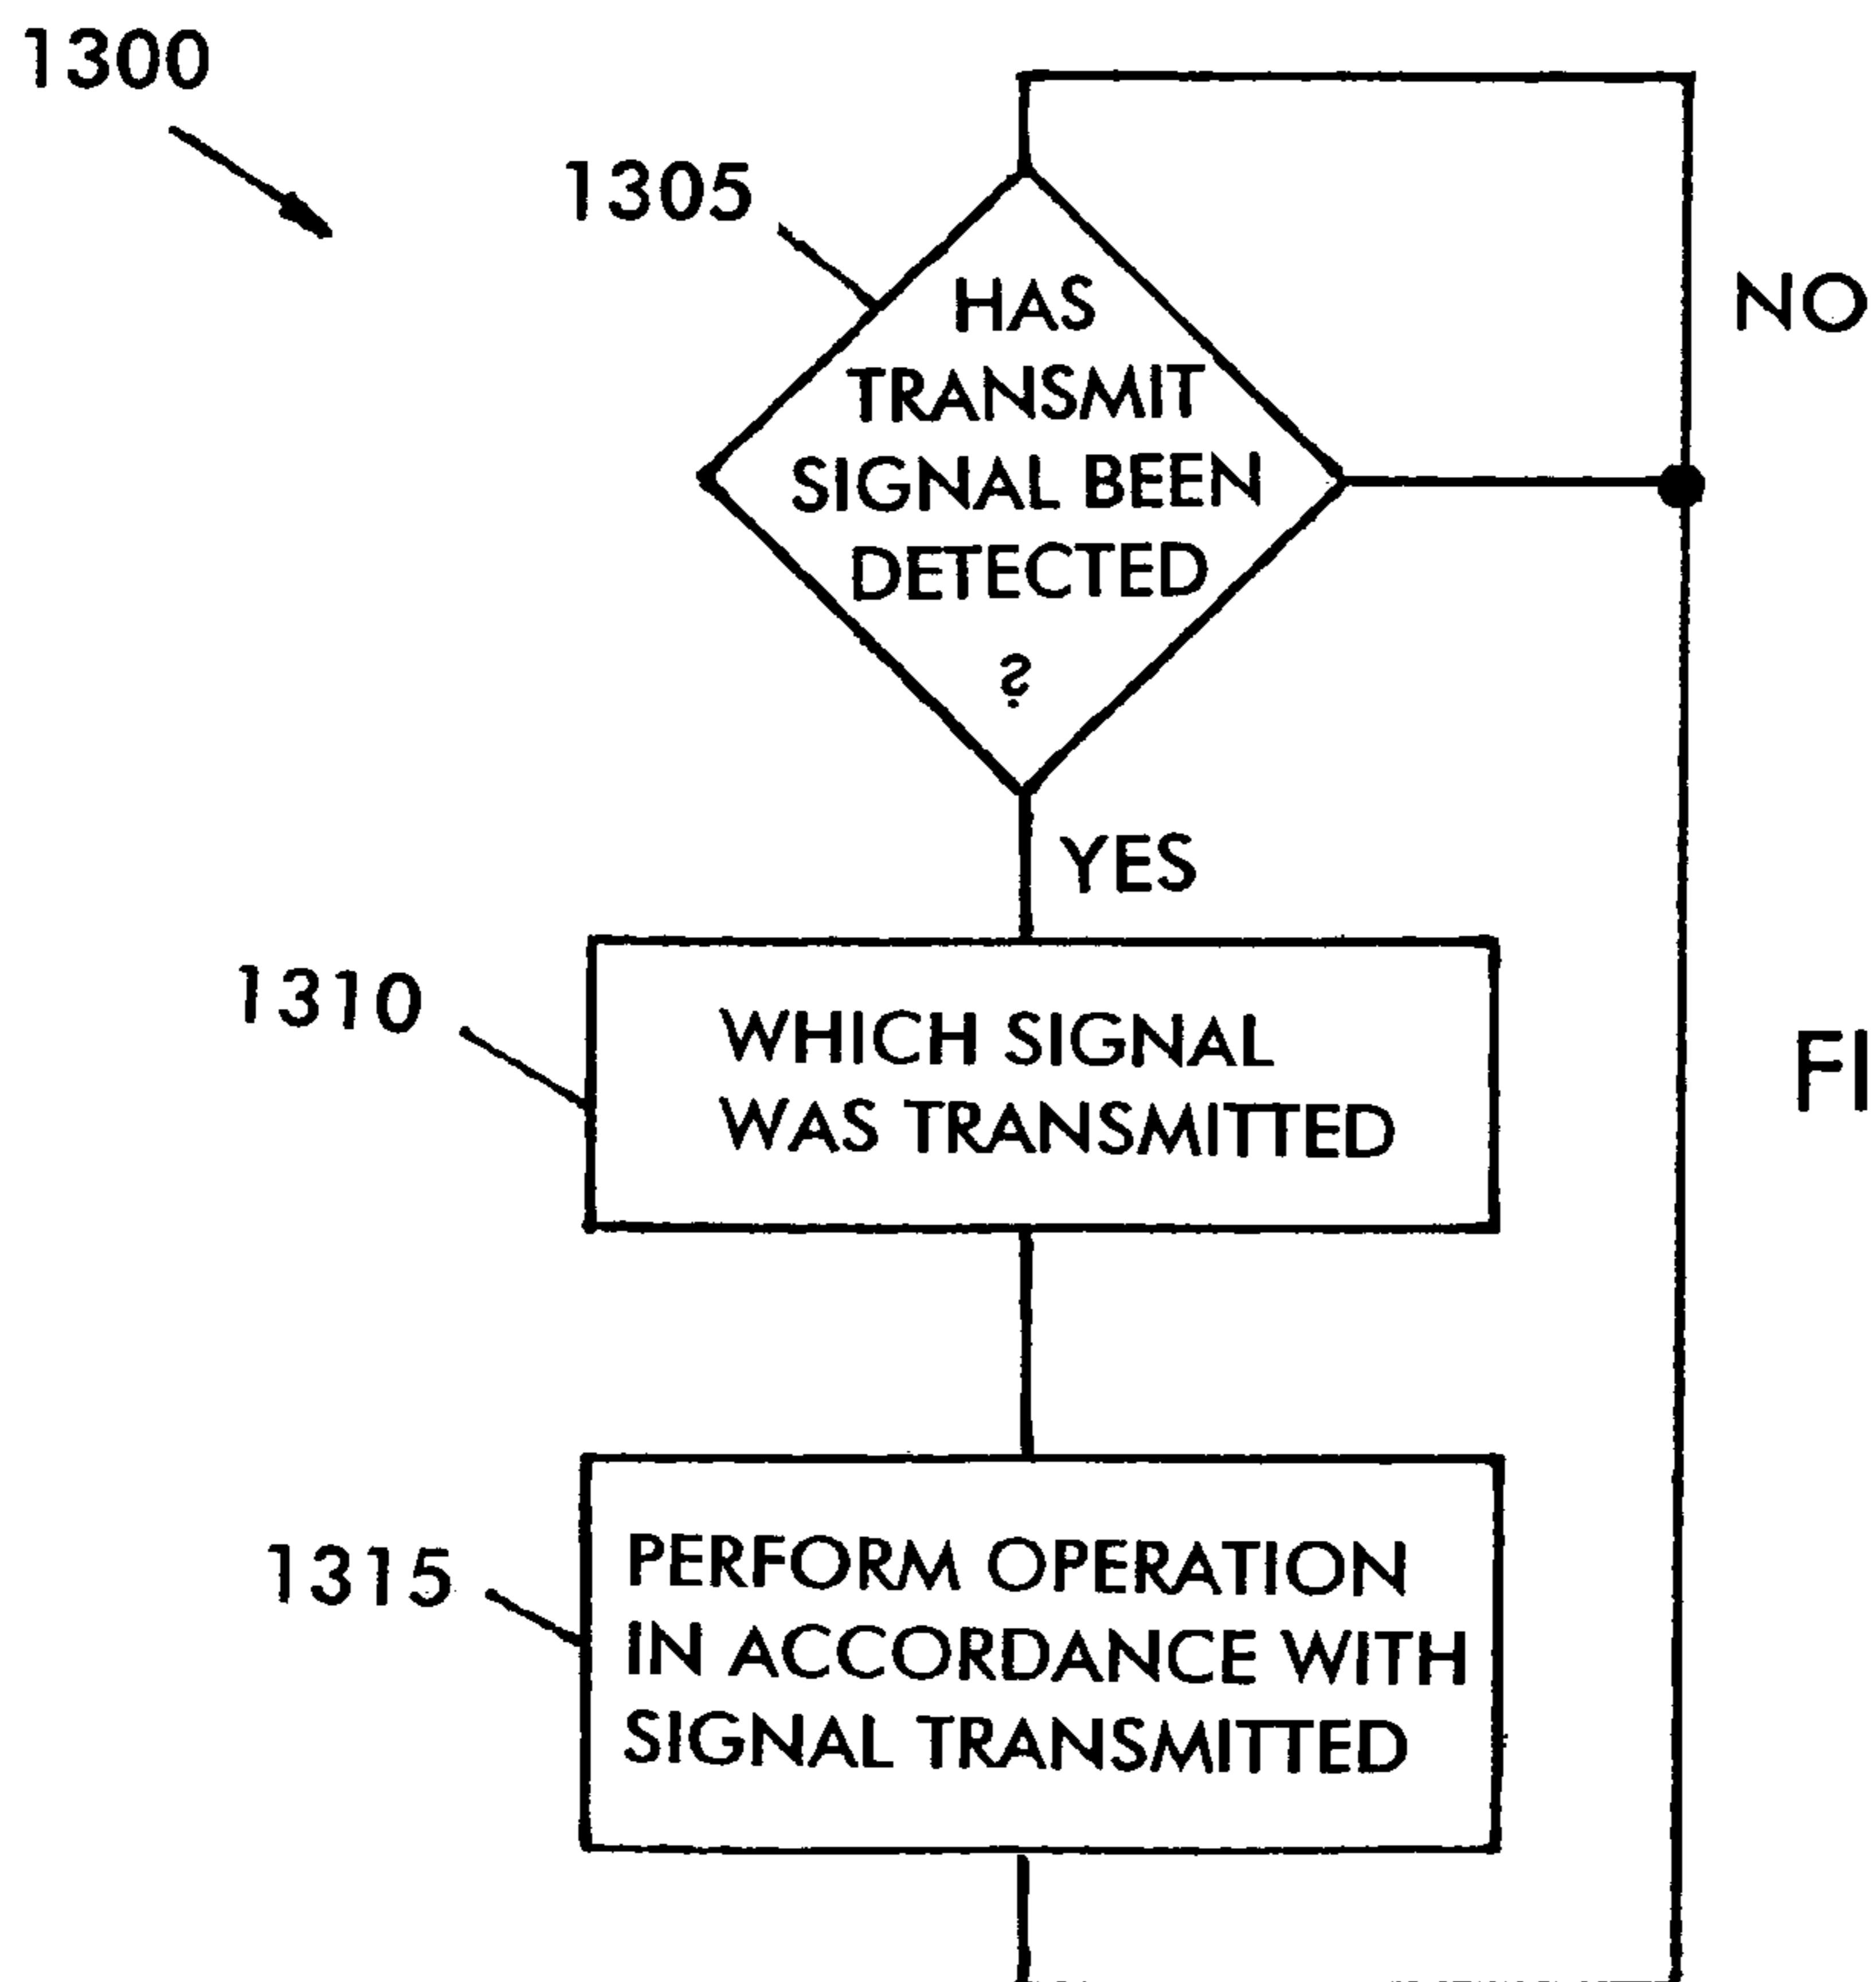 1300
1305
HAS
TRANSMIT
SIGNAL BEEN
DETECTED
?
NO
YES
1310
WHICH SIGNAL
WAS TRANSMITTED
FI
1315
PERFORM OPERATION
IN ACCORDANCE WITH
SIGNAL TRANSMITTED